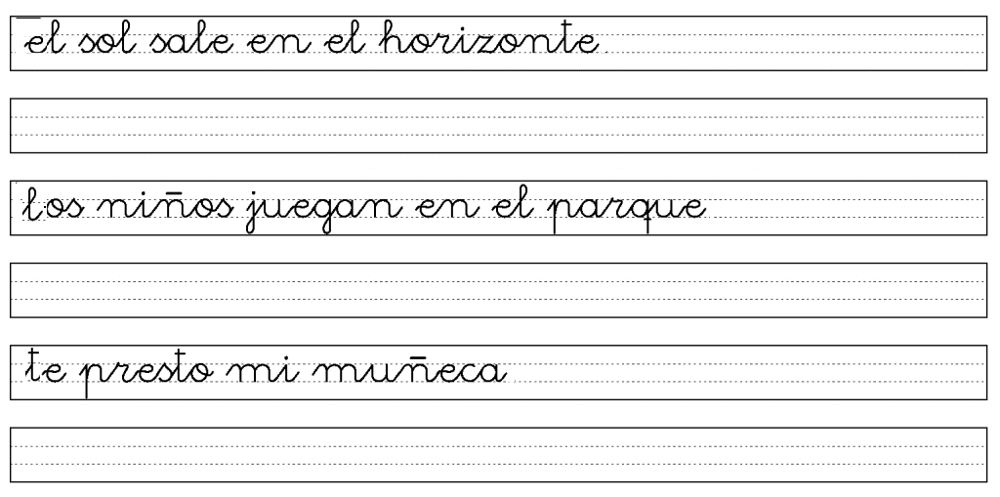 el sol sale en el horizonte
los niños juegan en el parque
te presto mi muñeca